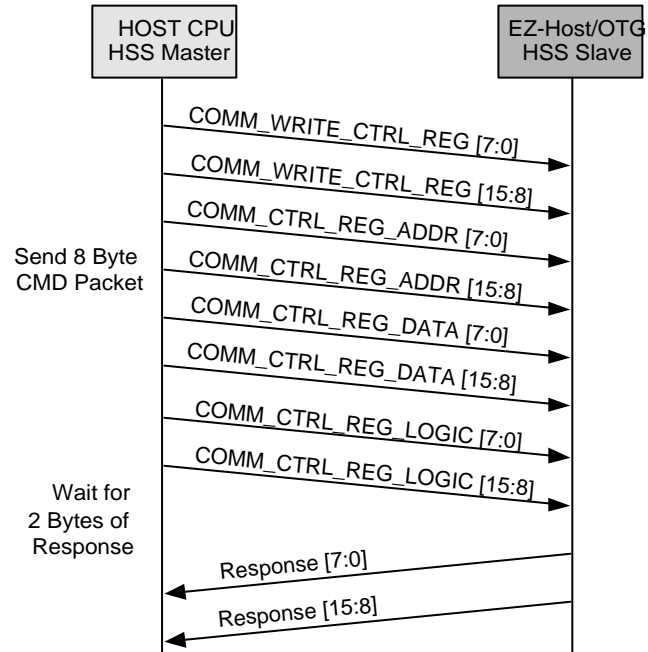 HOST CPU
HSS Master
EZ-Host/OTG
HSS Slave
COMM_WRITE_CTRL_REG [7:0]
COMM_WRITE_CTRL_REG [15:8]
COMM_CTRL_REG_ADDR [7:0]
Send 8 Byte
CMD Packet
COMM_CTRL_REG_ADDR [15:8]
COMM_CTRL_REG_DATA [7:0]
COMM_CTRL_REG_DATA [15:8]
COMM_CTRL_REG_LOGIC [7:0]
COMM_CTRL_REG_LOGIC [15:8]
Wait for
2 Bytes of
Response
Response [7:0]
Response [15:8]